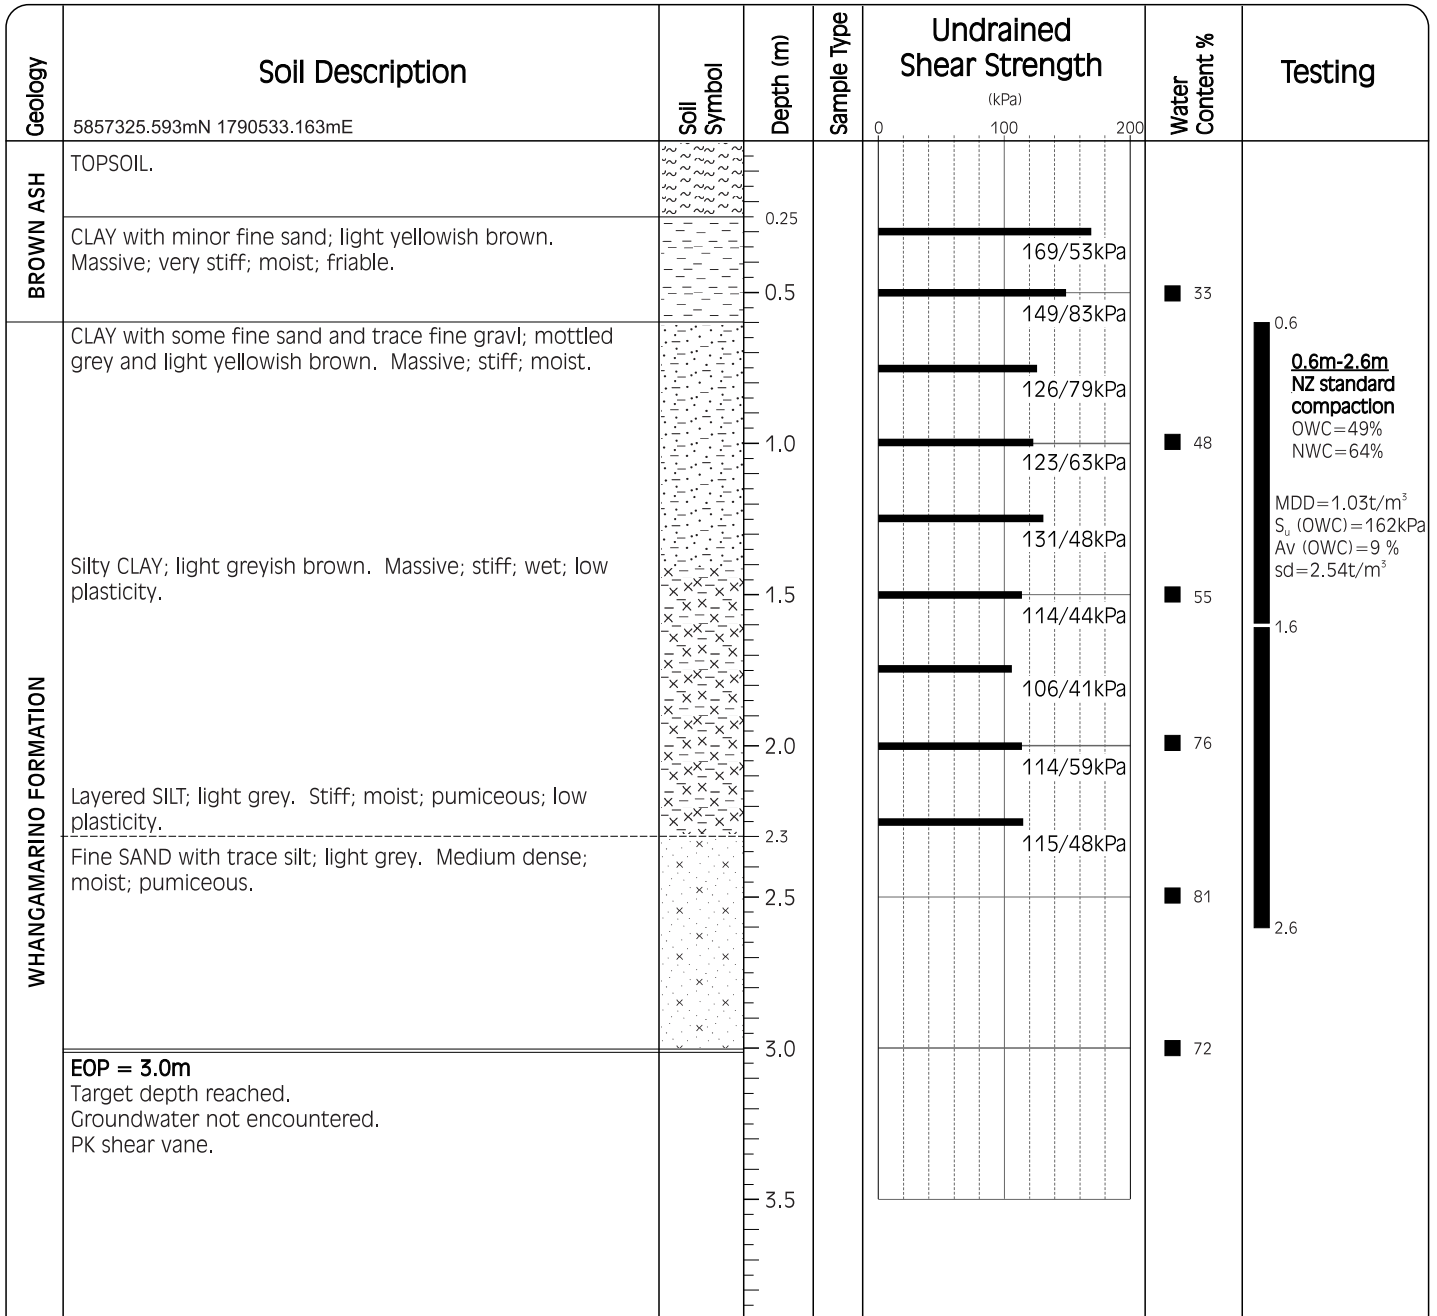 Geology
Soil Description
5857325.593mN 1790533.163mE
Soil
Symbol
Depth (m)
Sample Type
Undrained
Shear Strength
(kPa)
0 100 200
Water
Content %
Testing
BROWN ASH
TOPSOIL.
0.25
CLAY with minor fine sand; light yellowish brown.
Massive; very stiff; moist; friable.
169/53kPa
0.5
33
149/83kPa
CLAY with some fine sand and trace fine gravl; mottled
grey and light yellowish brown. Massive; stiff; moist.
126/79kPa
0.6
0.6m-2.6m
NZ standard
compaction
OWC=49%
NWC=64%
1.0
48
123/63kPa
MDD=1.03t/m³
Sᵤ (OWC)=162kPa
Av (OWC)=9 %
sd=2.54t/m³
131/48kPa
Silty CLAY; light greyish brown. Massive; stiff; wet; low
plasticity.
1.5
55
114/44kPa
1.6
WHANGAMARINO FORMATION
106/41kPa
2.0
76
114/59kPa
Layered SILT; light grey. Stiff; moist; pumiceous; low
plasticity.
2.3
115/48kPa
Fine SAND with trace silt; light grey. Medium dense;
moist; pumiceous.
2.5
81
2.6
3.0
72
EOP = 3.0m
Target depth reached.
Groundwater not encountered.
PK shear vane.
3.5